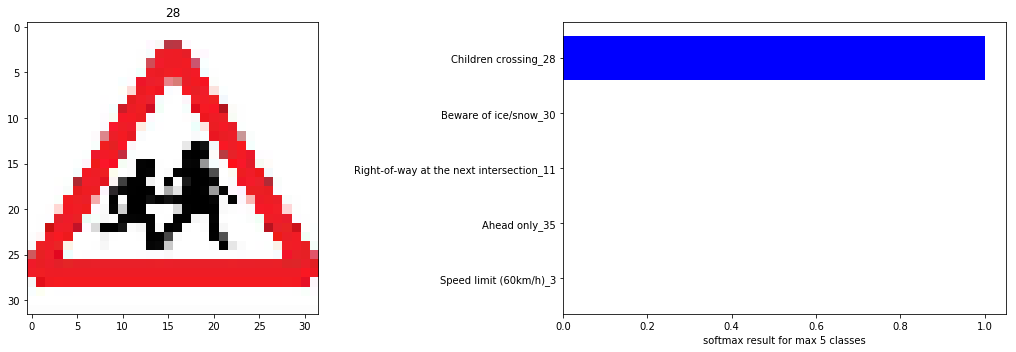 28
0
5
10
15
20
25
30
0 5 10 15 20 25 30
Children crossing_28
Beware of ice/snow_30
Right-of-way at the next intersection_11
Ahead only_35
Speed limit (60km/h)_3
0.0 0.2 0.4 0.6 0.8 1.0
softmax result for max 5 classes